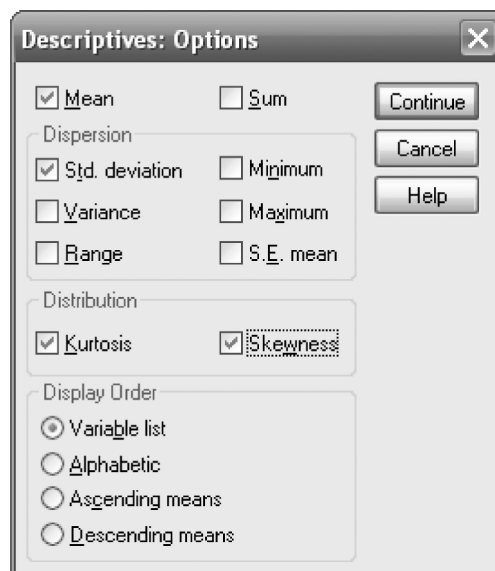 Descriptives: Options
Mean Sum Continue
Dispersion Cancel
Std. deviation Minimum
Variance Maximum Help
Range S.E. mean
Distribution
Kurtosis Skewness
Display Order
Variable list
Alphabetic
Ascending means
Descending means